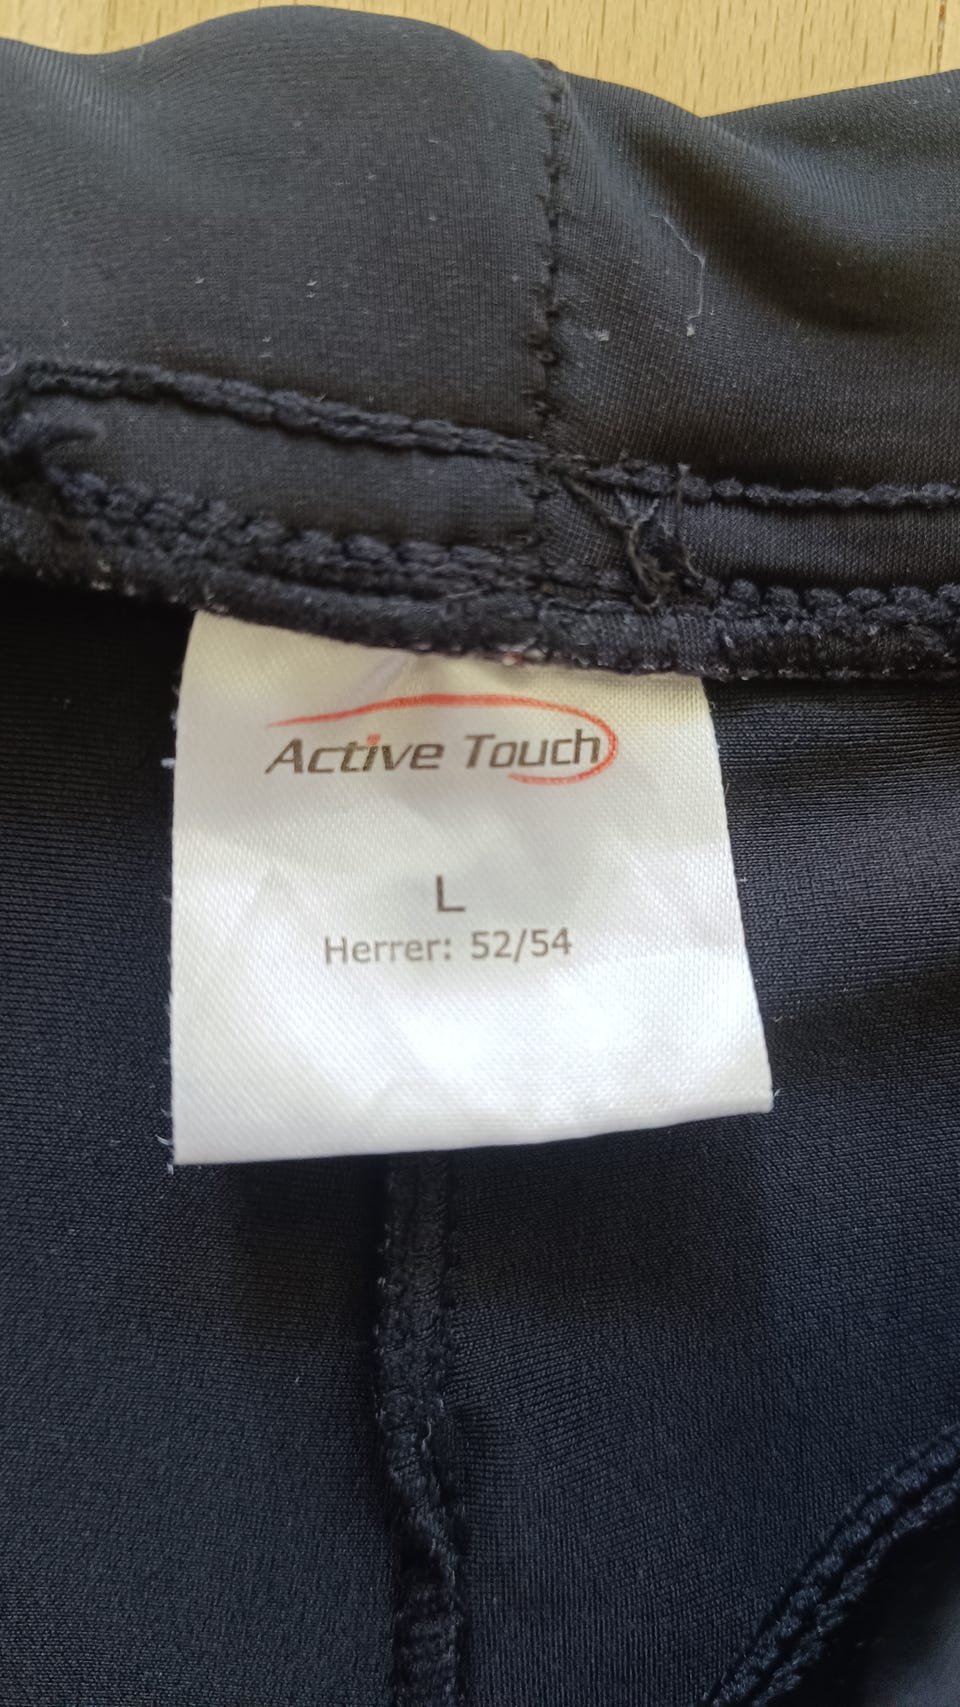 Active Touch
L
Herrer: 52/54